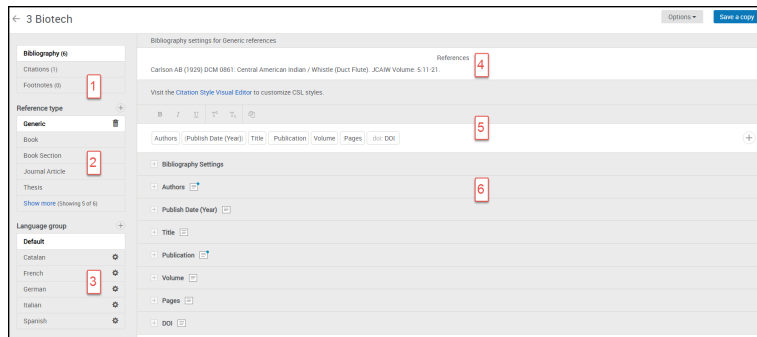 ← 3 Biotech
Options
Save a copy
Bibliography (6)
Citations (1)
Footnotes (0)
1
Reference type +
Generic
Book
Book Section
Journal Article
Thesis
Show more (Showing 5 of 6)
2
Language group +
Default
Catalan
French
German
Italian
Spanish
3
Bibliography settings for Generic references
References
4
Carlson AB (1929) DCM 0861: Central American Indian / Whistle (Duct Flute). JCAIW Volume: 5:11-21.
Visit the Citation Style Visual Editor to customize CSL styles.
B I U T
5
Authors (Publish Date (Year)) Title Publication Volume Pages doi: DOI +
+ Bibliography Settings
6
+ Authors
+ Publish Date (Year)
+ Title
+ Publication
+ Volume
+ Pages
+ DOI